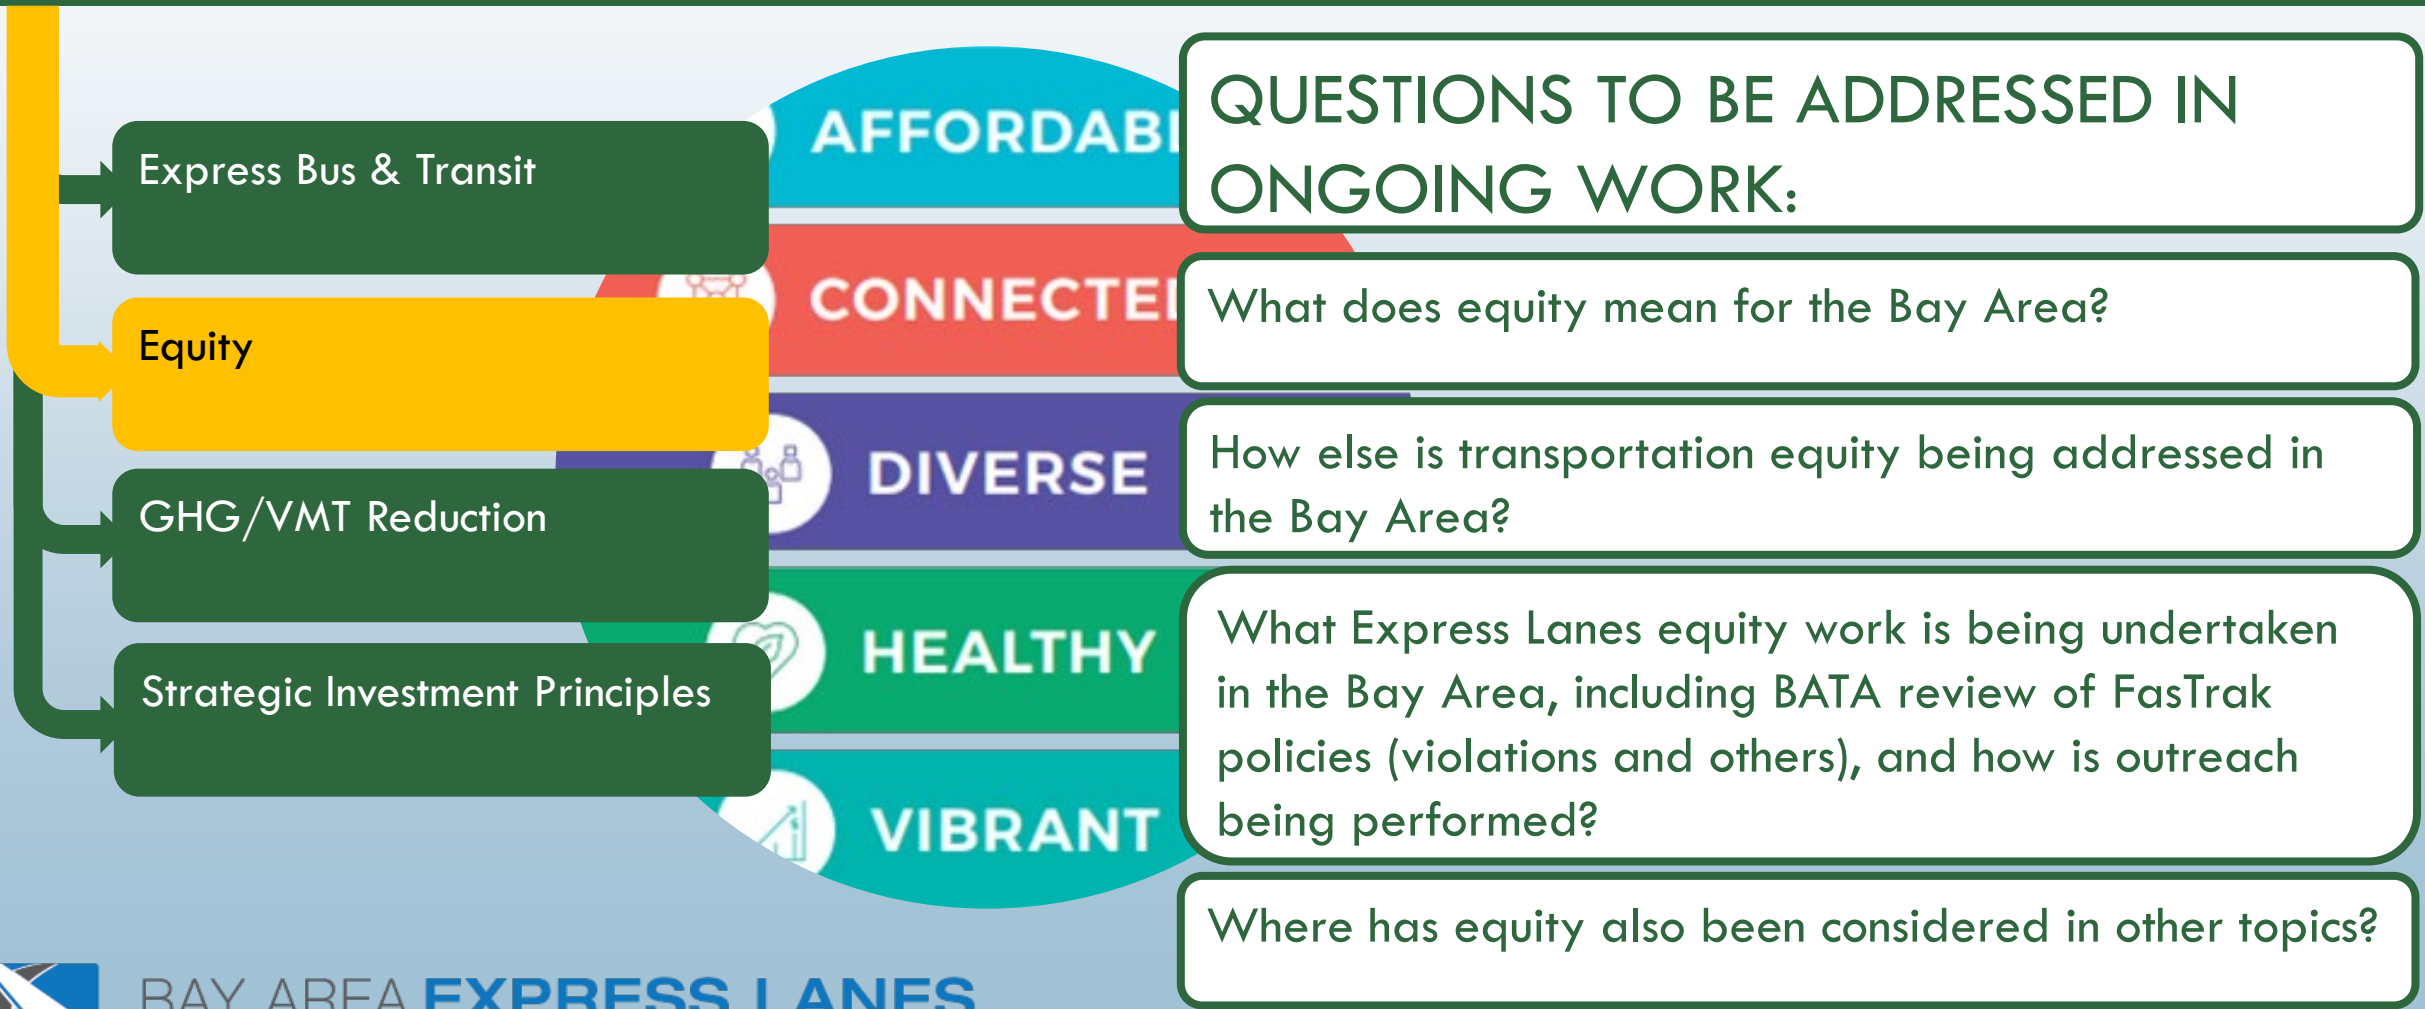 Express Bus & Transit
Equity
GHG/VMT Reduction
Strategic Investment Principles
AFFORDABL
CONNECTED
DIVERSE
HEALTHY
VIBRANT
QUESTIONS TO BE ADDRESSED IN
ONGOING WORK:
What does equity mean for the Bay Area?
How else is transportation equity being addressed in
the Bay Area?
What Express Lanes equity work is being undertaken
in the Bay Area, including BATA review of FasTrak
policies (violations and others), and how is outreach
being performed?
Where has equity also been considered in other topics?
BAY AREA EXPRESS LANES